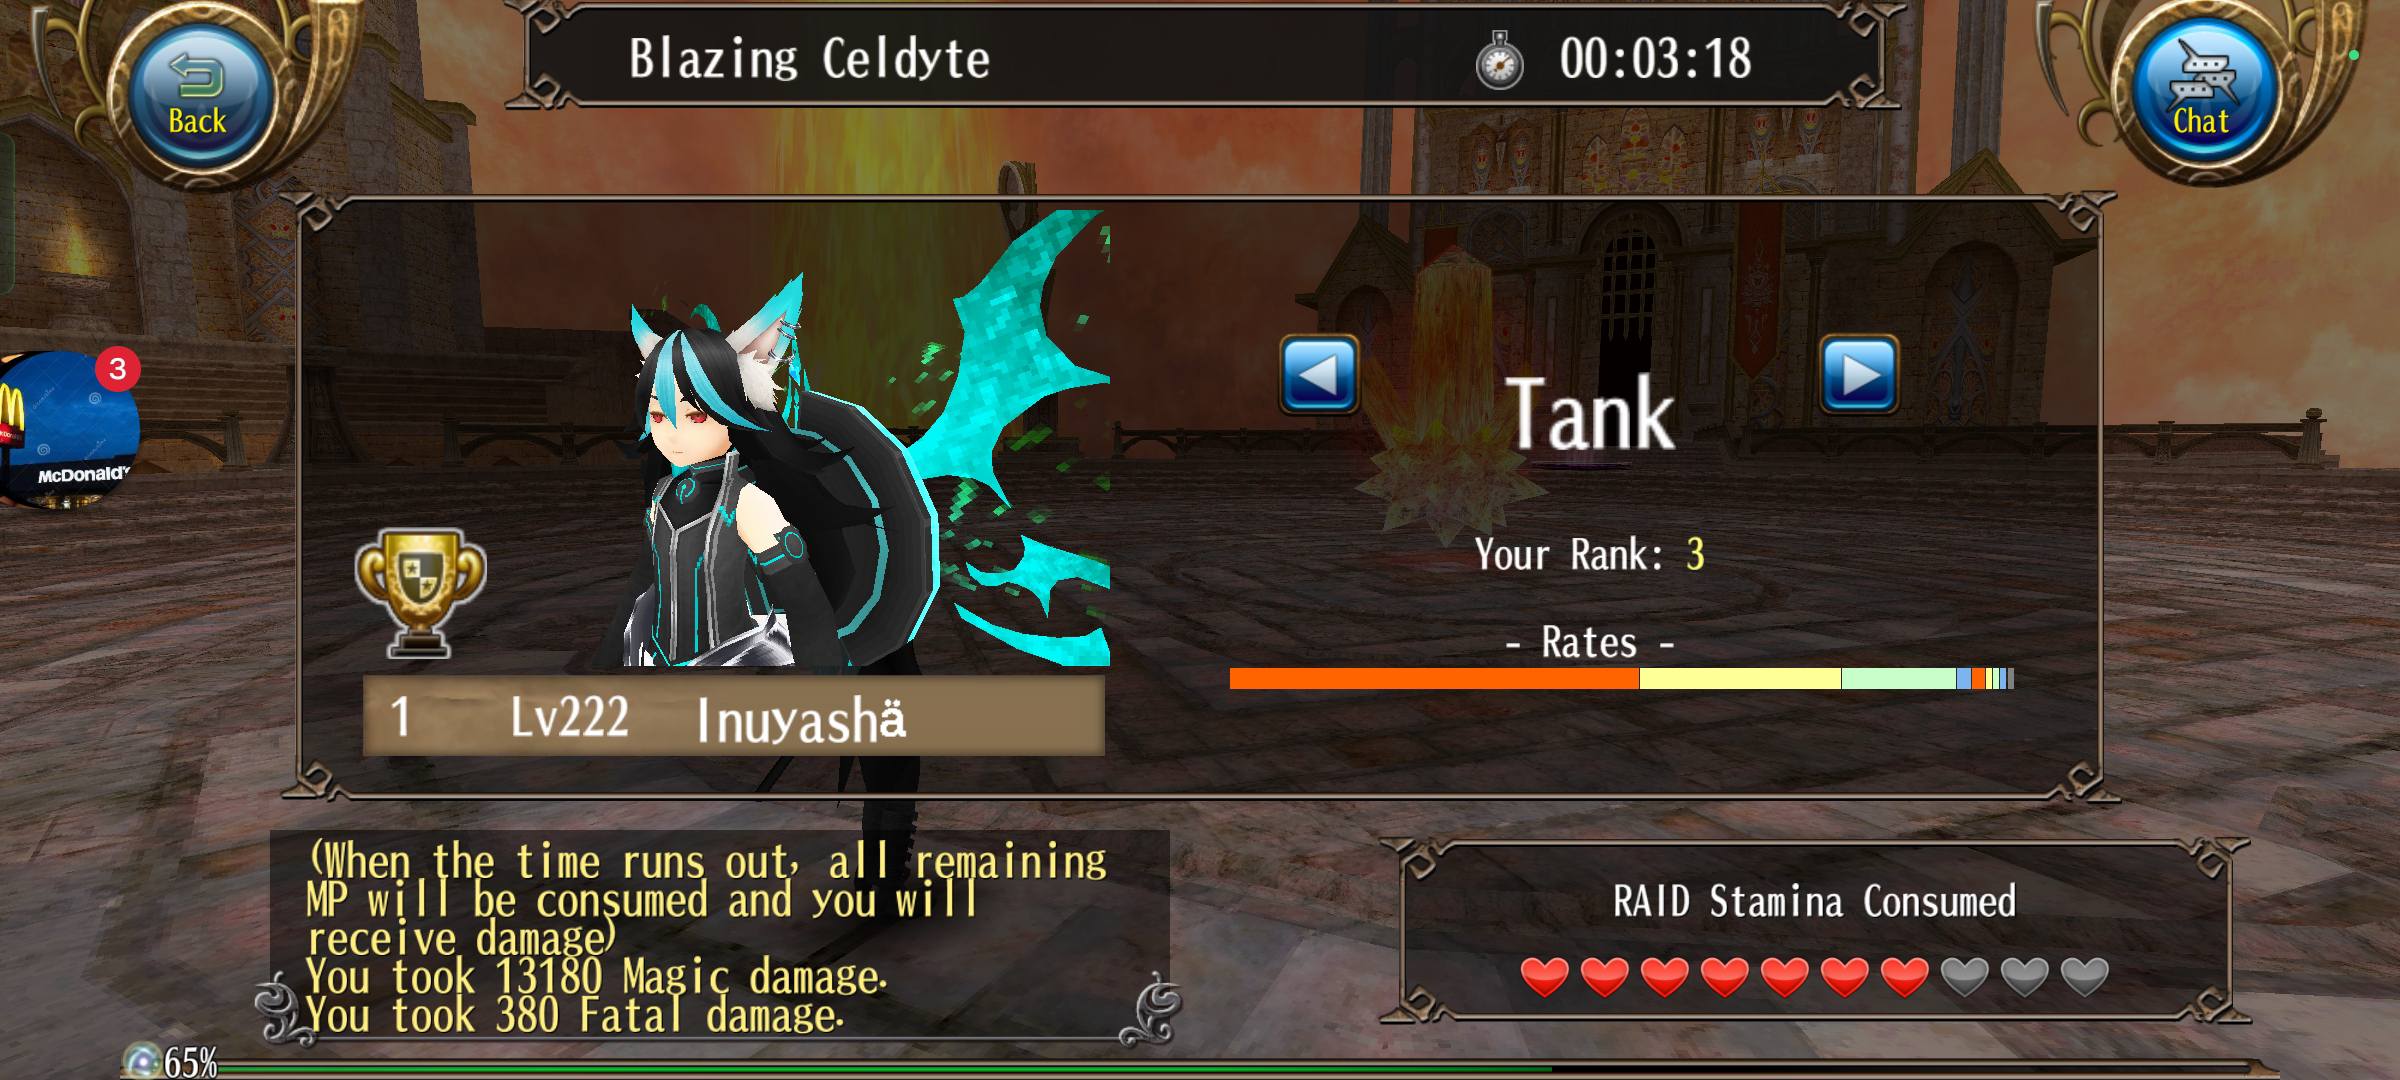 Back
Blazing Celdyte
00:03:18
Chat
3
McDonald's
Tank
Your Rank: 3
- Rates -
1 Lv222 Inuyashä
(When the time runs out, all remaining
MP will be consumed and you will
receive damage)
You took 13180 Magic damage.
You took 380 Fatal damage.
RAID Stamina Consumed
65%